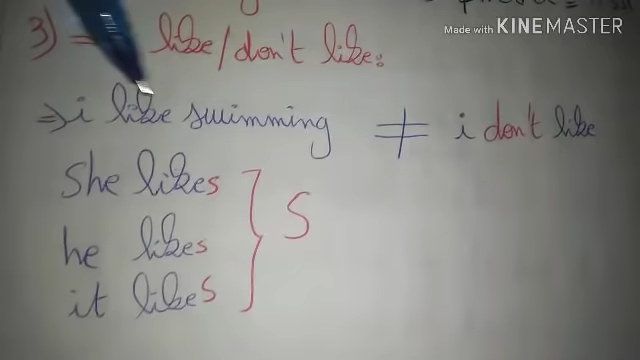 Made with KINEMASTER
3) ⇒ like/don't like:
⇒ i like swimming ≠ i don't like
She likes
he likes } S
it likes